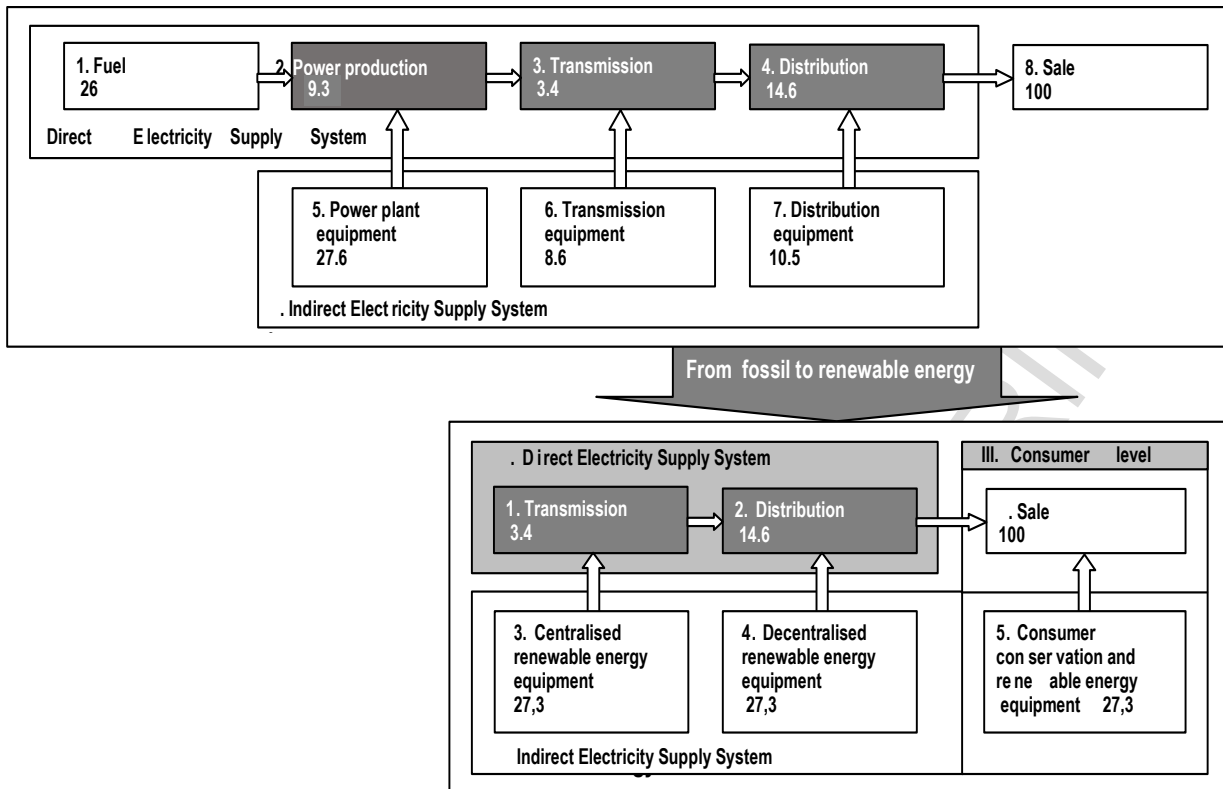 1. Fuel
26
2. Power production
9.3
3. Transmission
3.4
4. Distribution
14.6
8. Sale
100
Direct Electricity Supply System
5. Power plant
equipment
27.6
6. Transmission
equipment
8.6
7. Distribution
equipment
10.5
. Indirect Elect ricity Supply System
From fossil to renewable energy
. D irect Electricity Supply System
III. Consumer level
1. Transmission
3.4
2. Distribution
14.6
. Sale
100
3. Centralised
renewable energy
equipment
27,3
4. Decentralised
renewable energy
equipment
27,3
5. Consumer
con ser vation and
re ne able energy
equipment 27,3
Indirect Electricity Supply System